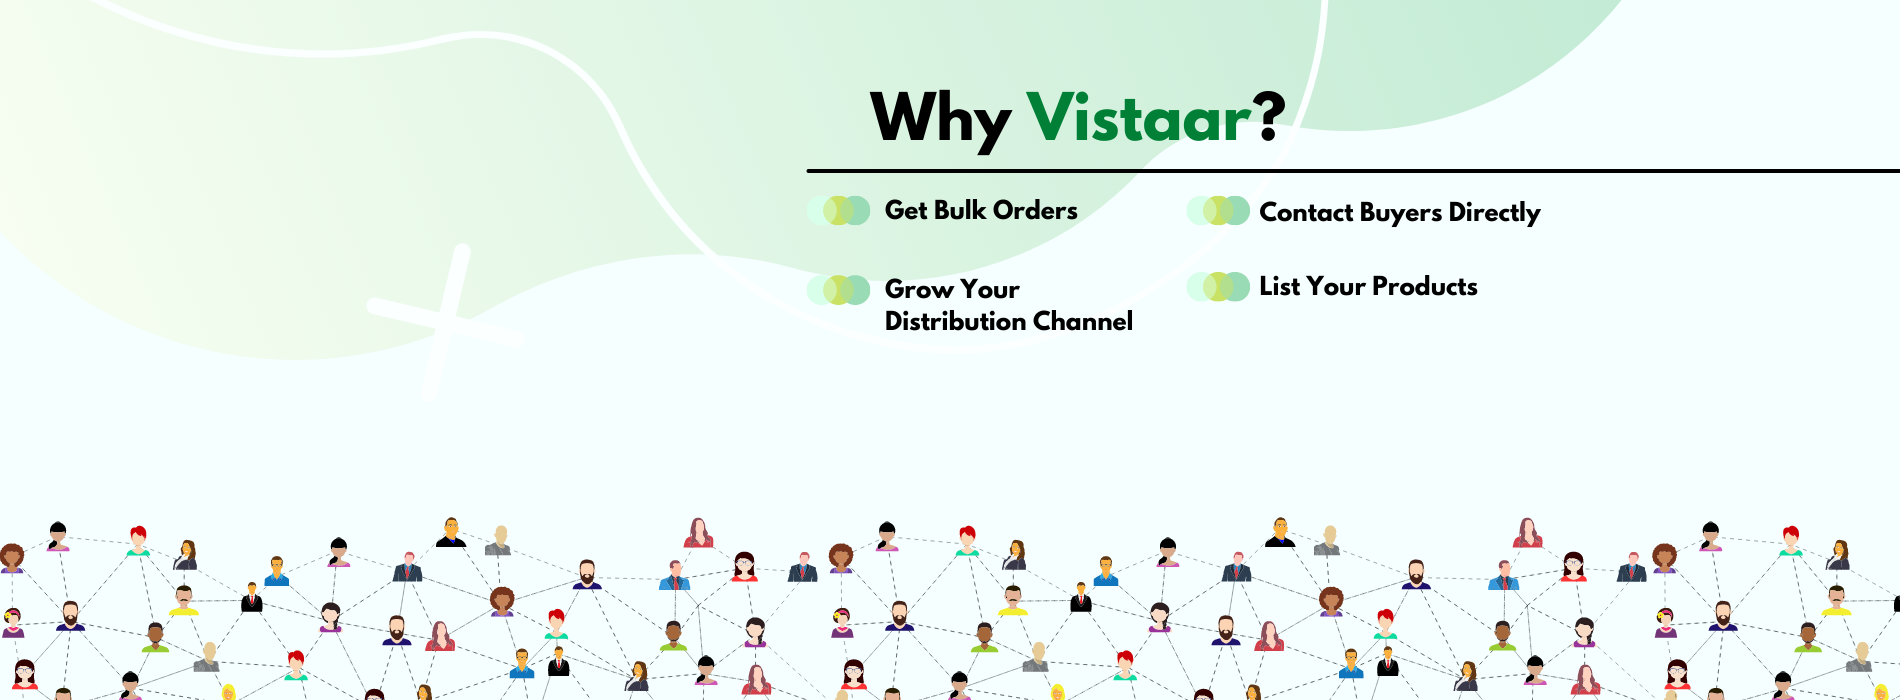 Why Vistaar?
Get Bulk Orders
Contact Buyers Directly
Grow Your
Distribution Channel
List Your Products